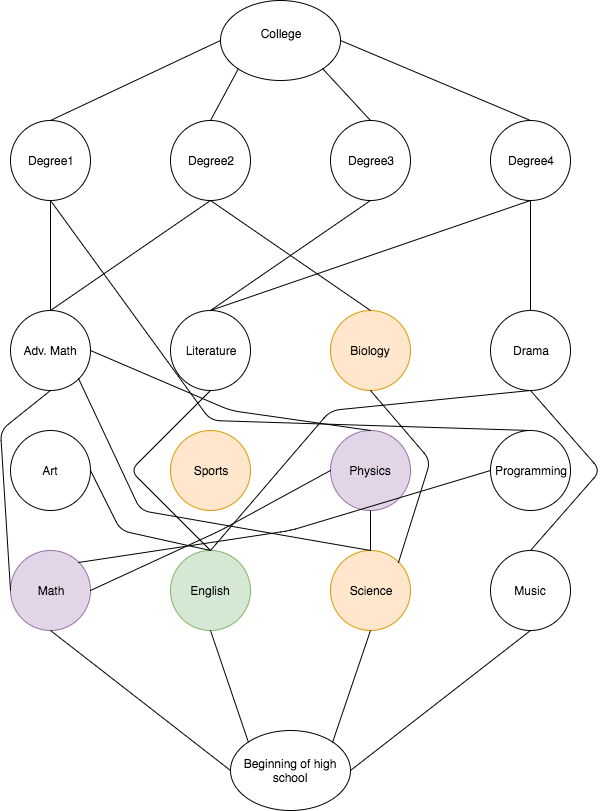 College
Degree1
Degree2
Degree3
Degree4
Adv. Math
Literature
Biology
Drama
Art
Sports
Physics
Programming
Math
English
Science
Music
Beginning of high
school